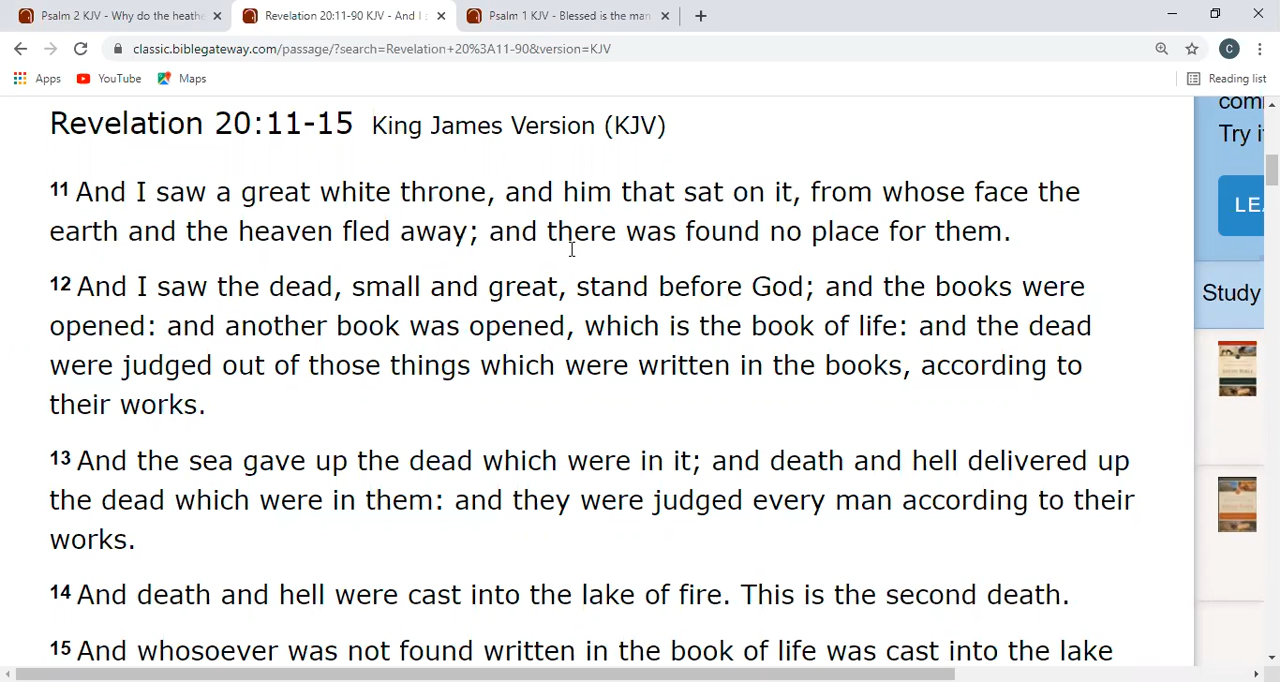 Psalm 2 KJV - Why do the heathe
Revelation 20:11-90 KJV - And I s
Psalm 1 KJV - Blessed is the man
classic.biblegateway.com/passage/?search=Revelation+20%3A11-90&version=KJV
C
Apps YouTube Maps Reading list
Revelation 20:11-15 King James Version (KJV)
11 And I saw a great white throne, and him that sat on it, from whose face the
earth and the heaven fled away; and there was found no place for them.
12 And I saw the dead, small and great, stand before God; and the books were
opened: and another book was opened, which is the book of life: and the dead
were judged out of those things which were written in the books, according to
their works.
13 And the sea gave up the dead which were in it; and death and hell delivered up
the dead which were in them: and they were judged every man according to their
works.
14 And death and hell were cast into the lake of fire. This is the second death.
15 And whosoever was not found written in the book of life was cast into the lake
com
Try i
LE
Study